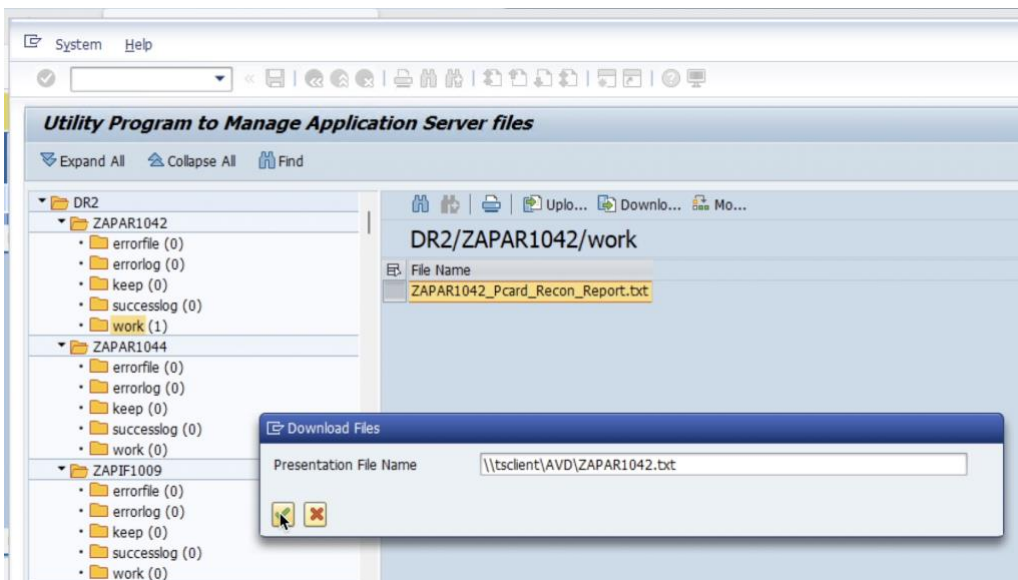 System Help
Utility Program to Manage Application Server files
Expand All Collapse All Find
DR2
ZAPAR1042
errorfile (0)
errorlog (0)
keep (0)
successlog (0)
work (1)
ZAPAR1044
errorfile (0)
errorlog (0)
keep (0)
successlog (0)
work (0)
ZAPIF1009
errorfile (0)
errorlog (0)
keep (0)
successlog (0)
work (0)
Uplo... Downlo... Mo...
DR2/ZAPAR1042/work
File Name
ZAPAR1042_Pcard_Recon_Report.txt
Download Files
Presentation File Name \\tsclient\AVD\ZAPAR1042.txt